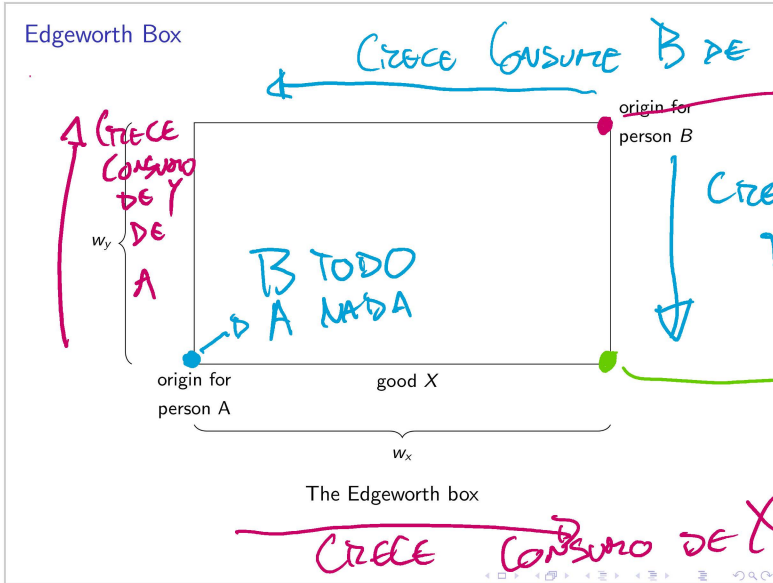 Edgeworth Box
CRECE CONSUME B DE
origin for
person B
CRECE
CONSUMO
DE Y
DE
A
w_y
CRE
B TODO
A NADA
origin for
person A
good X
w_x
The Edgeworth box
CRECE CONSUMO DE X